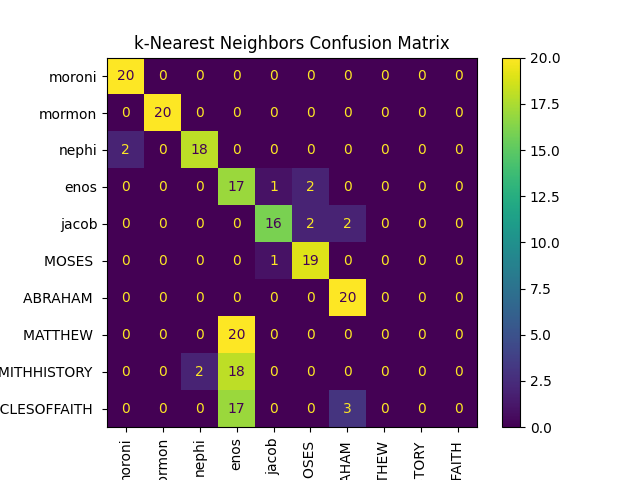 k-Nearest Neighbors Confusion Matrix
moroni 20 0 0 0 0 0 0 0 0 0
mormon 0 20 0 0 0 0 0 0 0 0
nephi 2 0 18 0 0 0 0 0 0 0
enos 0 0 0 17 1 2 0 0 0 0
jacob 0 0 0 0 16 2 2 0 0 0
MOSES 0 0 0 0 1 19 0 0 0 0
ABRAHAM 0 0 0 0 0 0 20 0 0 0
MATTHEW 0 0 0 20 0 0 0 0 0 0
MITHHISTORY 0 0 2 18 0 0 0 0 0 0
CLESOFFAITH 0 0 0 17 0 0 3 0 0 0
moroni
ormon
nephi
enos
jacob
OSES
HAM
THEW
TORY
FAITH
20.0
17.5
15.0
12.5
10.0
7.5
5.0
2.5
0.0